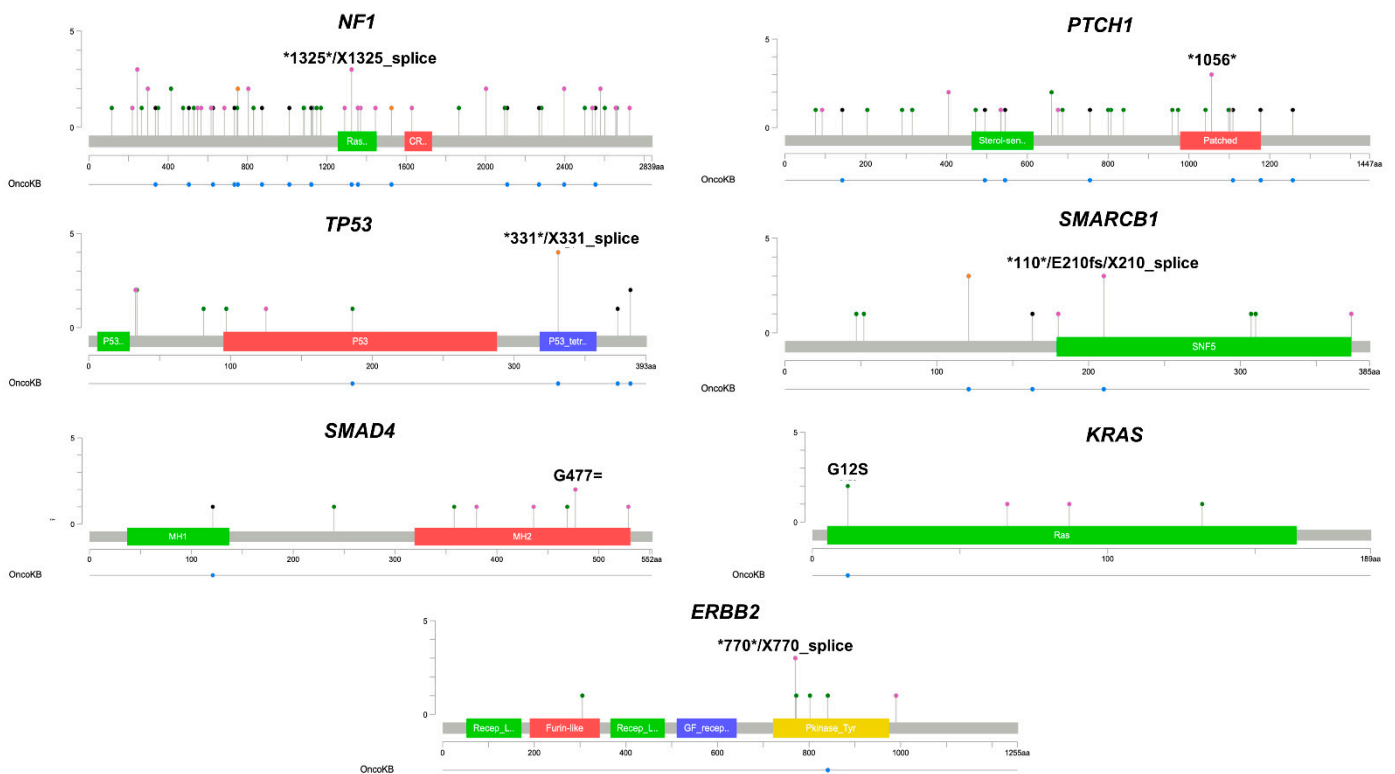 NF1
5
*1325*/X1325_splice
0
Ras..
CR..
0
400
800
1200
1600
2000
2400
2839aa
OncoKB
PTCH1
5
*1056*
0
Sterol-sen..
Patched
0
200
400
600
800
1000
1200
1447aa
OncoKB
TP53
5
*331*/X331_splice
0
P53..
P53
P53_tetr..
0
100
200
300
393aa
OncoKB
SMARCB1
5
*110*/E210fs/X210_splice
0
SNF5
0
100
200
300
385aa
OncoKB
SMAD4
5
G477=
0
MH1
MH2
0
100
200
300
400
500
552aa
OncoKB
KRAS
5
G12S
0
Ras
0
100
189aa
OncoKB
ERBB2
5
*770*/X770_splice
0
Recep_L..
Furin-like
Recep_L..
GF_recep..
Pkinase_Tyr
0
200
400
600
800
1000
1255aa
OncoKB